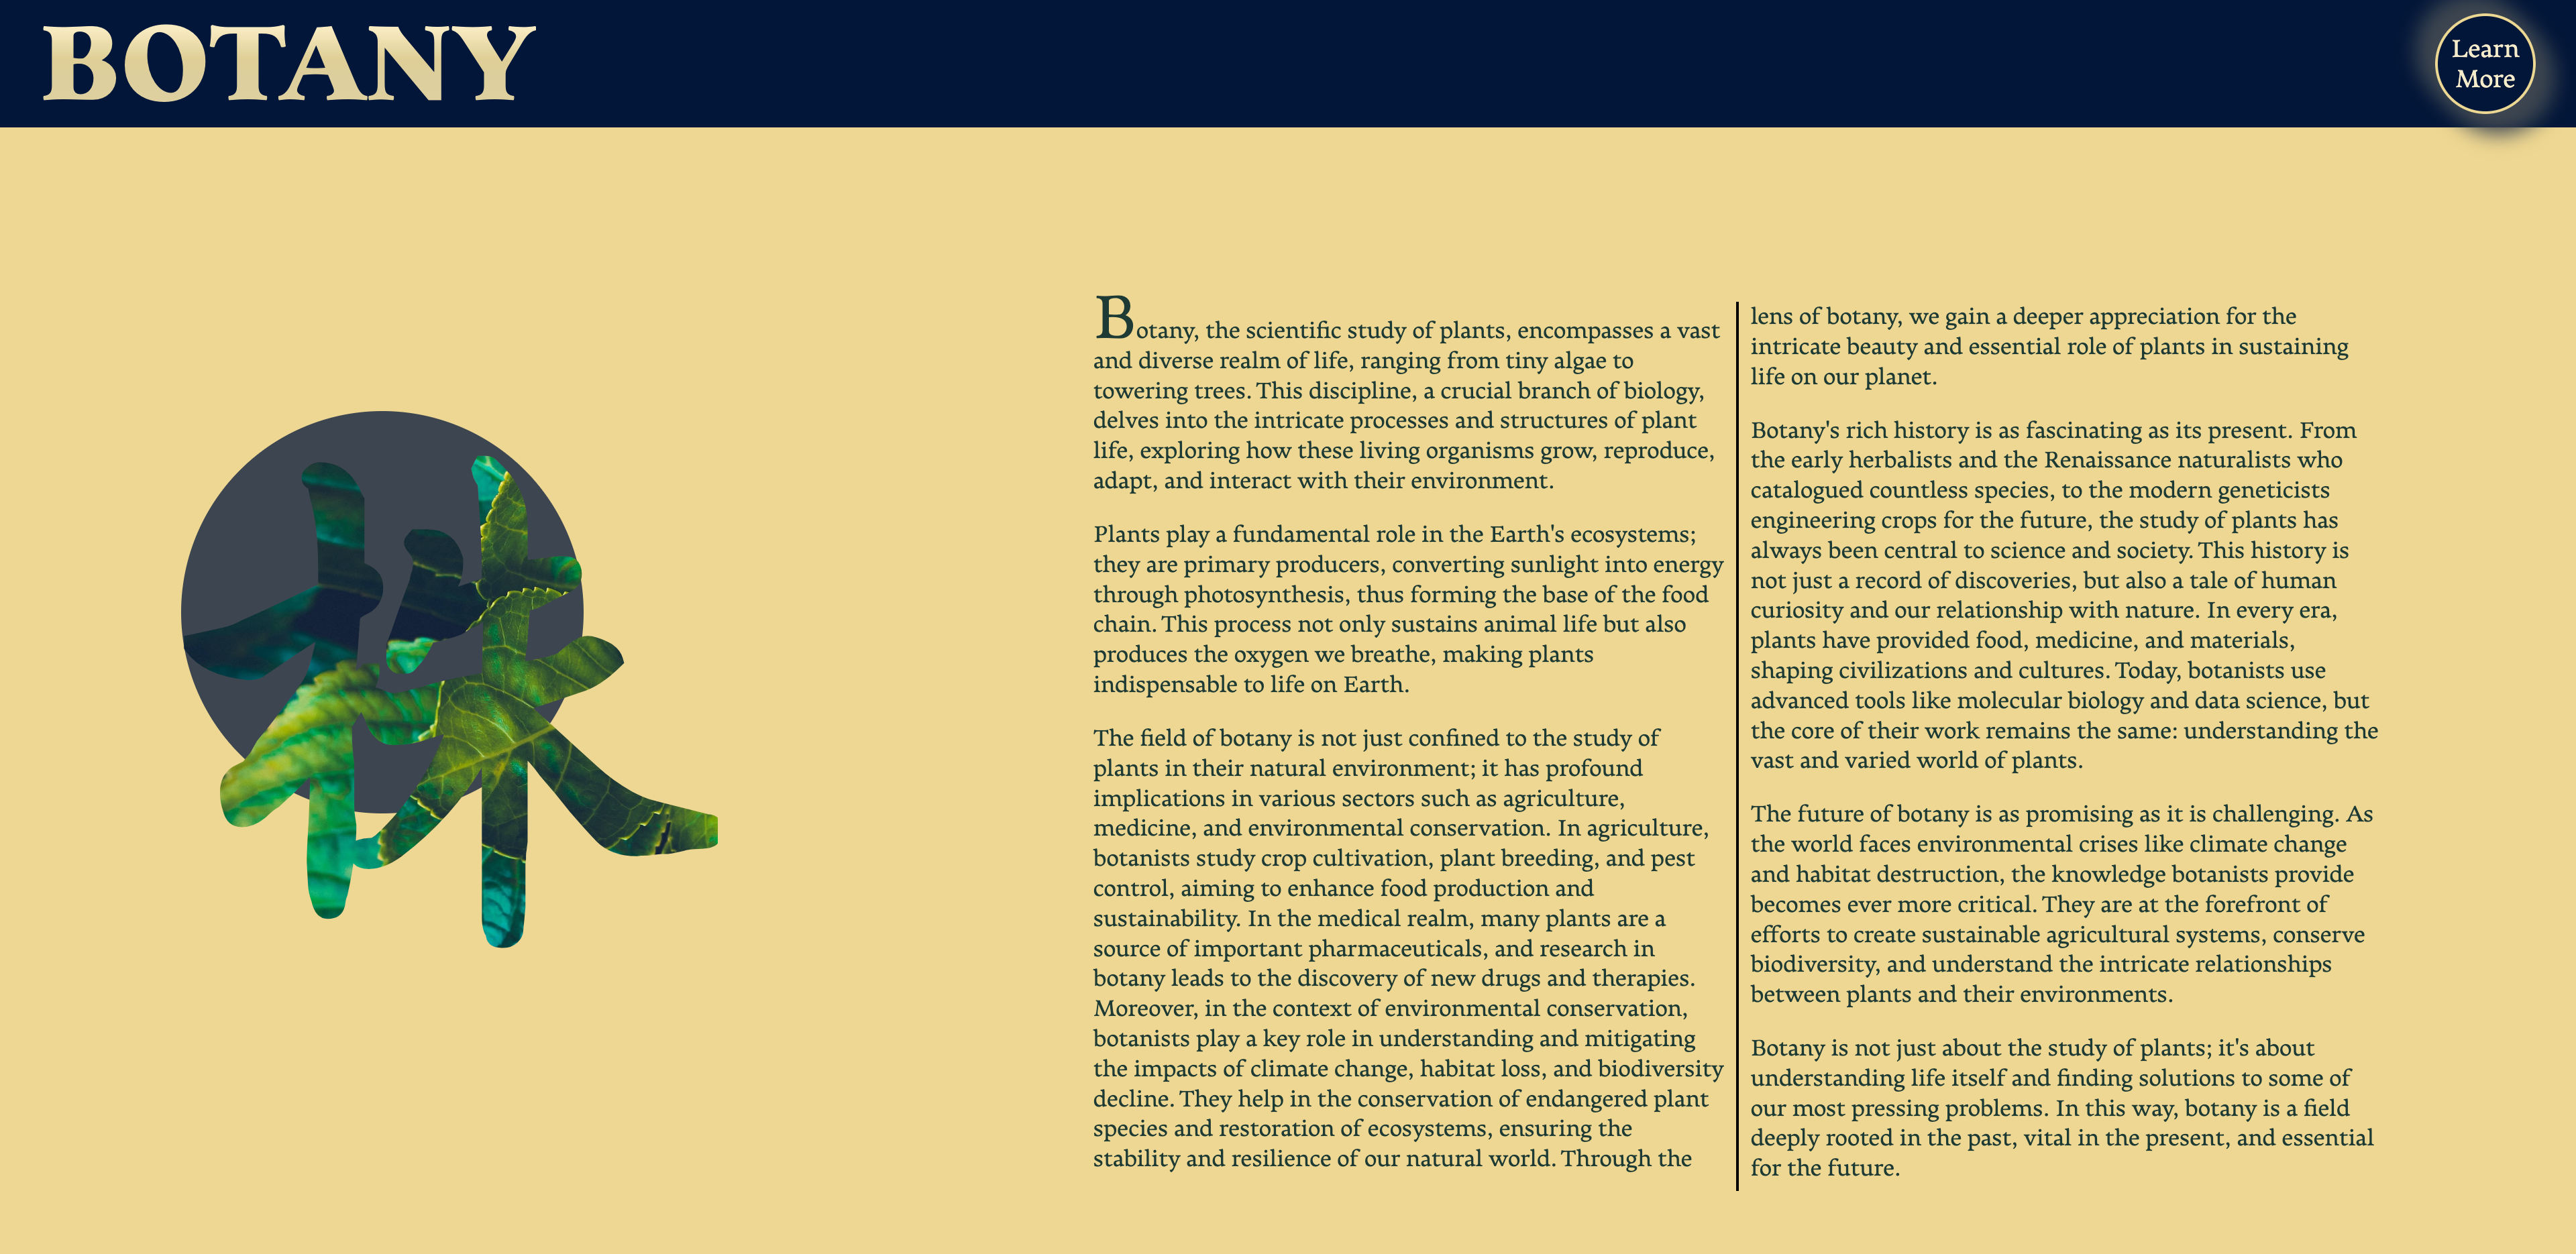 BOTANY
Learn
More
株
Botany, the scientific study of plants, encompasses a vast
and diverse realm of life, ranging from tiny algae to
towering trees. This discipline, a crucial branch of biology,
delves into the intricate processes and structures of plant
life, exploring how these living organisms grow, reproduce,
adapt, and interact with their environment.
Plants play a fundamental role in the Earth's ecosystems;
they are primary producers, converting sunlight into energy
through photosynthesis, thus forming the base of the food
chain. This process not only sustains animal life but also
produces the oxygen we breathe, making plants
indispensable to life on Earth.
The field of botany is not just confined to the study of
plants in their natural environment; it has profound
implications in various sectors such as agriculture,
medicine, and environmental conservation. In agriculture,
botanists study crop cultivation, plant breeding, and pest
control, aiming to enhance food production and
sustainability. In the medical realm, many plants are a
source of important pharmaceuticals, and research in
botany leads to the discovery of new drugs and therapies.
Moreover, in the context of environmental conservation,
botanists play a key role in understanding and mitigating
the impacts of climate change, habitat loss, and biodiversity
decline. They help in the conservation of endangered plant
species and restoration of ecosystems, ensuring the
stability and resilience of our natural world. Through the
lens of botany, we gain a deeper appreciation for the
intricate beauty and essential role of plants in sustaining
life on our planet.
Botany's rich history is as fascinating as its present. From
the early herbalists and the Renaissance naturalists who
catalogued countless species, to the modern geneticists
engineering crops for the future, the study of plants has
always been central to science and society. This history is
not just a record of discoveries, but also a tale of human
curiosity and our relationship with nature. In every era,
plants have provided food, medicine, and materials,
shaping civilizations and cultures. Today, botanists use
advanced tools like molecular biology and data science, but
the core of their work remains the same: understanding the
vast and varied world of plants.
The future of botany is as promising as it is challenging. As
the world faces environmental crises like climate change
and habitat destruction, the knowledge botanists provide
becomes ever more critical. They are at the forefront of
efforts to create sustainable agricultural systems, conserve
biodiversity, and understand the intricate relationships
between plants and their environments.
Botany is not just about the study of plants; it's about
understanding life itself and finding solutions to some of
our most pressing problems. In this way, botany is a field
deeply rooted in the past, vital in the present, and essential
for the future.